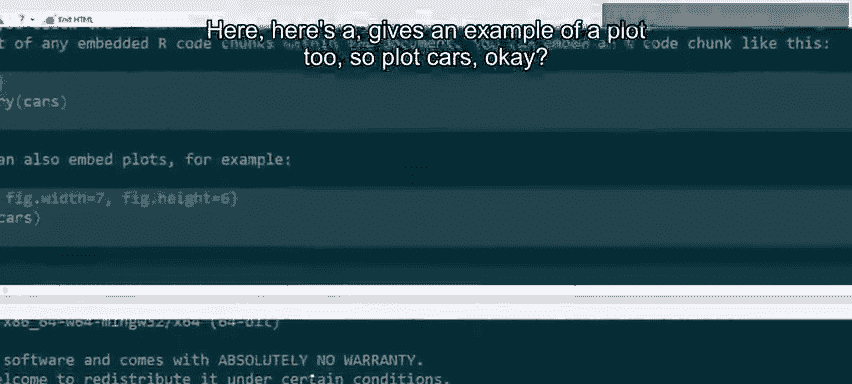 Knit HTML
Here, here's a, gives an example of a plot
too, so plot cars, okay?
t of any embedded R code chunks within the document. You can embed an R code chunk like this:
}
ry(cars)
an also embed plots, for example:
fig.width=7, fig.height=6}
cars)
x86_64-w64-mingw32/x64 (64-bit)
software and comes with ABSOLUTELY NO WARRANTY.
elcome to redistribute it under certain conditions.